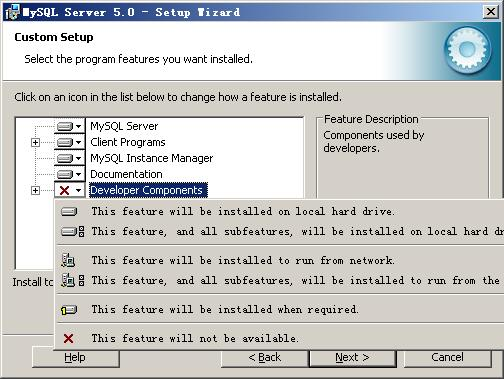 MySQL Server 5.0 - Setup Wizard
Custom Setup
Select the program features you want installed.
Click on an icon in the list below to change how a feature is installed.
MySQL Server
Client Programs
MySQL Instance Manager
Documentation
Developer Components
Feature Description
Components used by
developers.
This feature will be installed on local hard drive.
This feature, and all subfeatures, will be installed on local hard dr
This feature will be installed to run from network.
This feature, and all subfeatures, will be installed to run from the
This feature will be installed when required.
This feature will not be available.
Install to
Help
< Back
Next >
Cancel